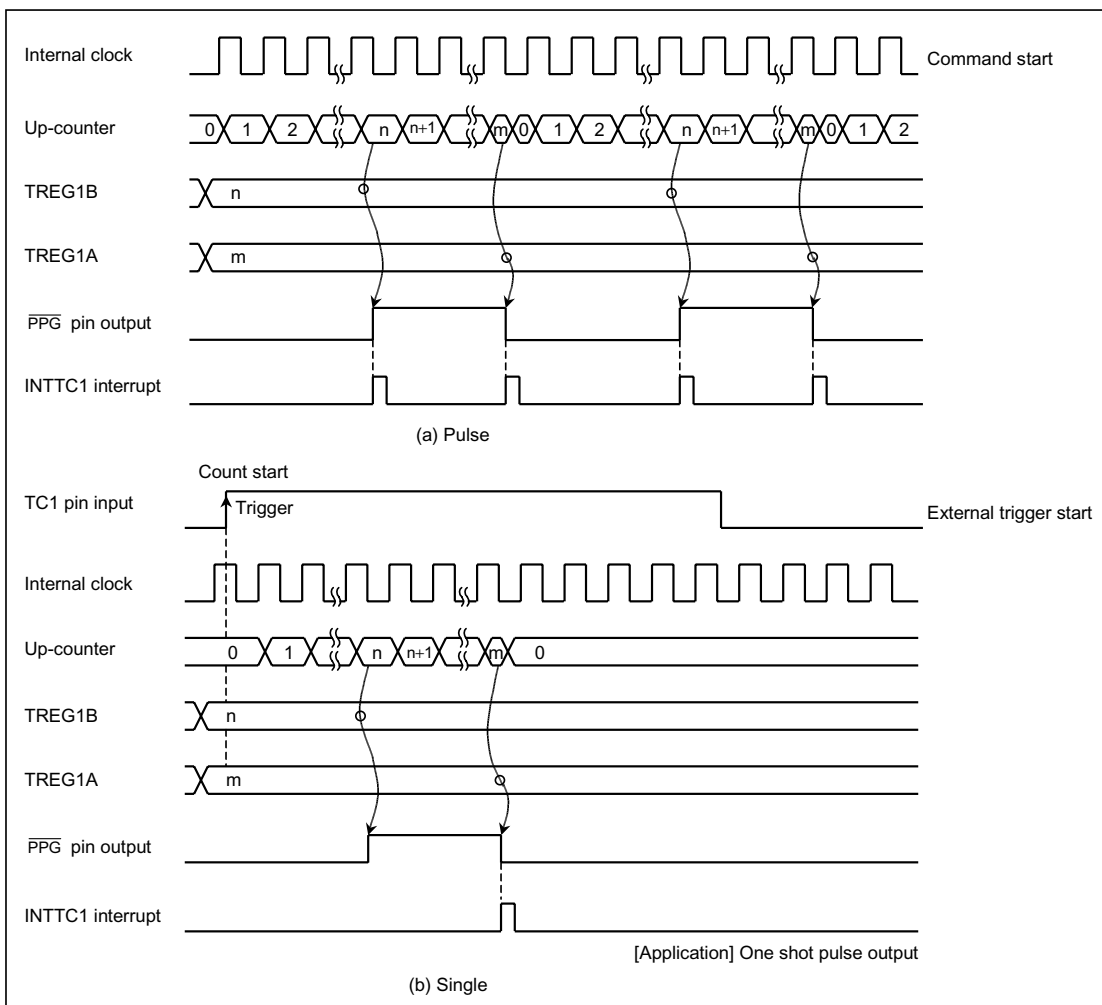 Internal clock
Command start
Up-counter 0 1 2 n n+1 m 0 1 2 n n+1 m 0 1 2
TREG1B n
TREG1A m
PPG pin output
INTTC1 interrupt
(a) Pulse
Count start
TC1 pin input
Trigger
External trigger start
Internal clock
Up-counter 0 1 n n+1 m 0
TREG1B n
TREG1A m
PPG pin output
INTTC1 interrupt
[Application] One shot pulse output
(b) Single